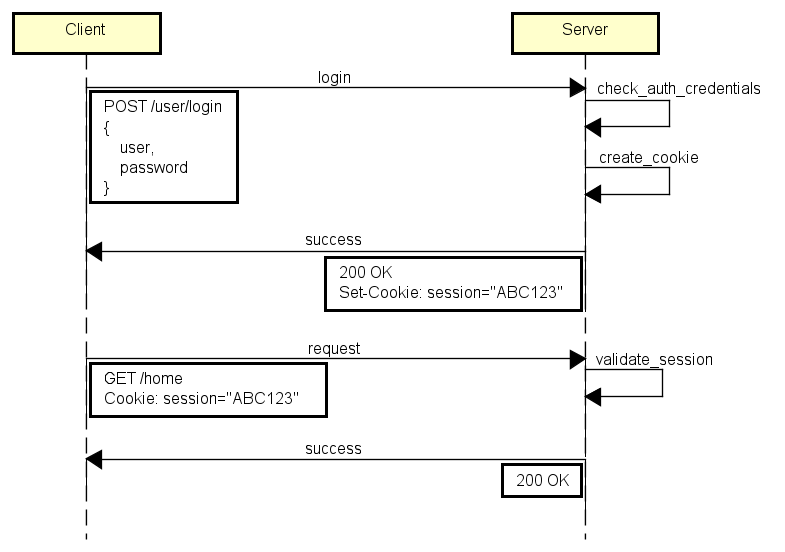 Client
Server
login
check_auth_credentials
POST /user/login
{
user,
password
}
create_cookie
success
200 OK
Set-Cookie: session="ABC123"
request
validate_session
GET /home
Cookie: session="ABC123"
success
200 OK